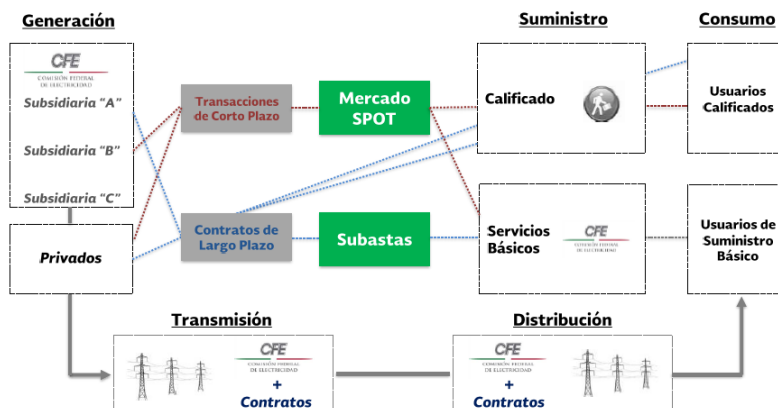 Generación
Suministro
Consumo
CFE
COMISIÓN FEDERAL
DE ELECTRICIDAD
Subsidiaria "A"
Subsidiaria "B"
Subsidiaria "C"
Privados
Transacciones
de Corto Plazo
Mercado
SPOT
Contratos de
Largo Plazo
Subastas
Calificado
Servicios
Básicos
CFE
COMISIÓN FEDERAL
DE ELECTRICIDAD
Usuarios
Calificados
Usuarios de
Suministro
Básico
Transmisión
CFE
COMISIÓN FEDERAL
DE ELECTRICIDAD
+
Contratos
Distribución
CFE
COMISIÓN FEDERAL
DE ELECTRICIDAD
+
Contratos